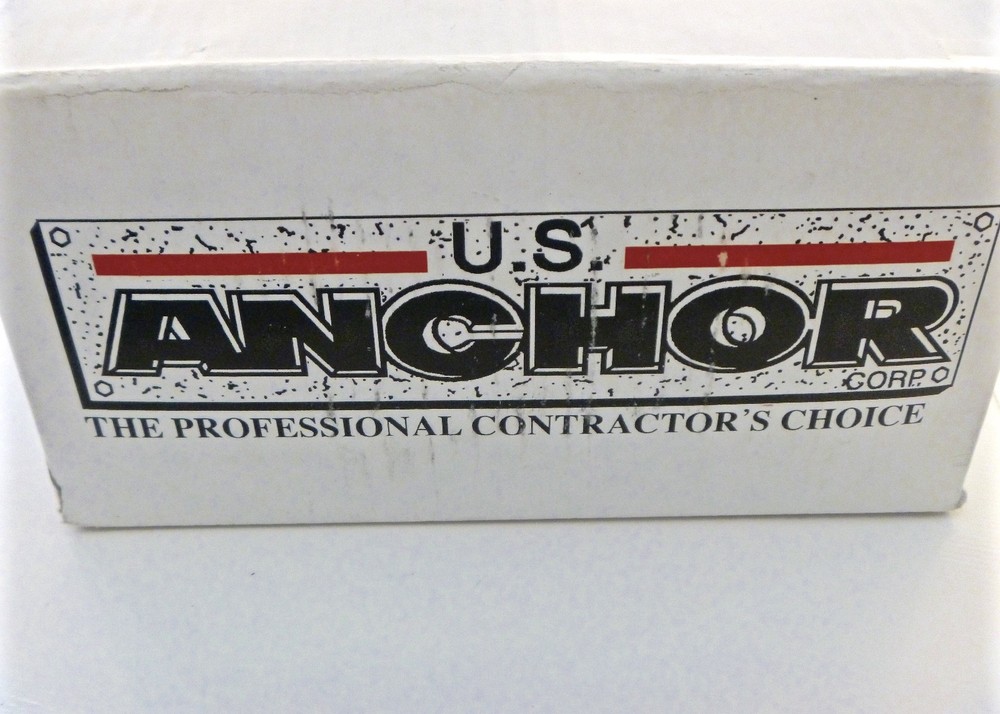 U.S.
ANCHOR
CORP.
THE PROFESSIONAL CONTRACTOR'S CHOICE